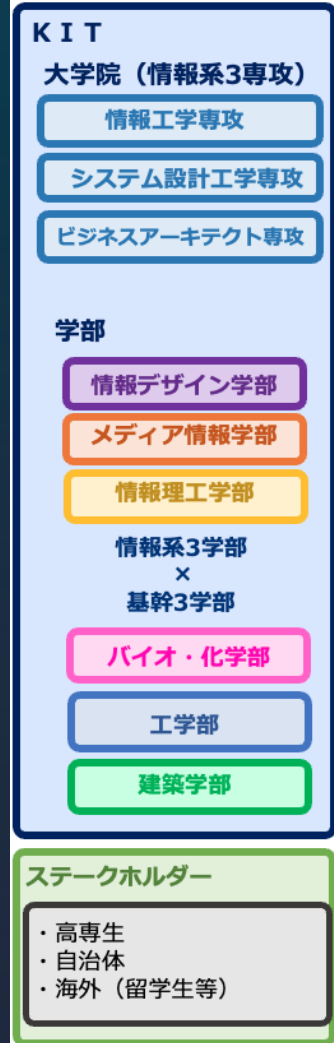 ＫＩＴ
大学院（情報系3専攻）
情報工学専攻
システム設計工学専攻
ビジネスアーキテクト専攻
学部
情報デザイン学部
メディア情報学部
情報理工学部
情報系3学部
×
基幹3学部
バイオ・化学部
工学部
建築学部
ステークホルダー
・高専生
・自治体
・海外（留学生等）